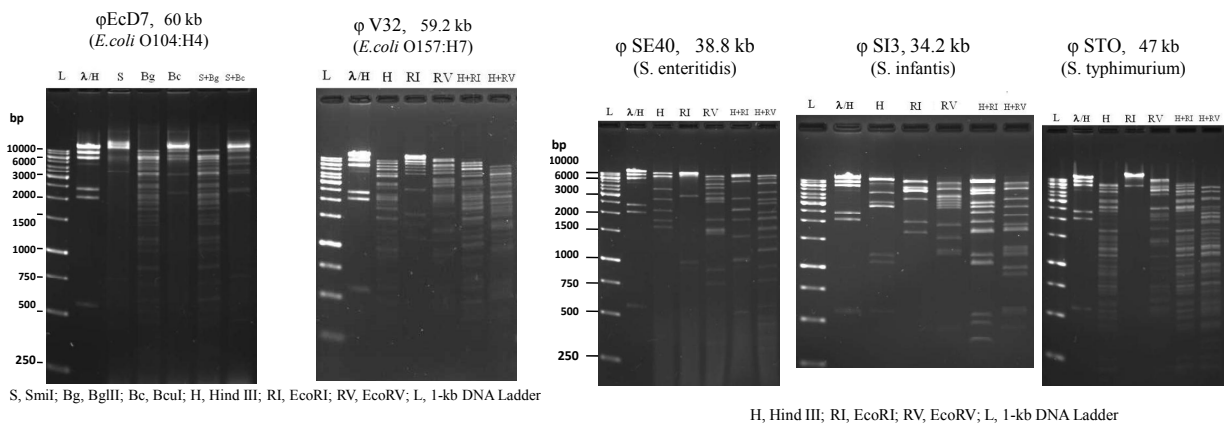 φEcD7, 60 kb
(E.coli O104:H4)
L λ/H S Bg Bc S+Bg S+Bc
bp
10000
6000
3000
2000
1500
1000
750
500
250
φ V32, 59.2 kb
(E.coli O157:H7)
L λ/H H RI RV H+RI H+RV
S, SmiI; Bg, BglII; Bc, BcuI; H, Hind III; RI, EcoRI; RV, EcoRV; L, 1-kb DNA Ladder
φ SE40, 38.8 kb
(S. enteritidis)
L λ/H H RI RV H+RI H+RV
bp
10000
6000
3000
2000
1500
1000
750
500
250
φ SI3, 34.2 kb
(S. infantis)
L λ/H H RI RV H+RI H+RV
φ STO, 47 kb
(S. typhimurium)
L λ/H H RI RV H+RI H+RV
H, Hind III; RI, EcoRI; RV, EcoRV; L, 1-kb DNA Ladder